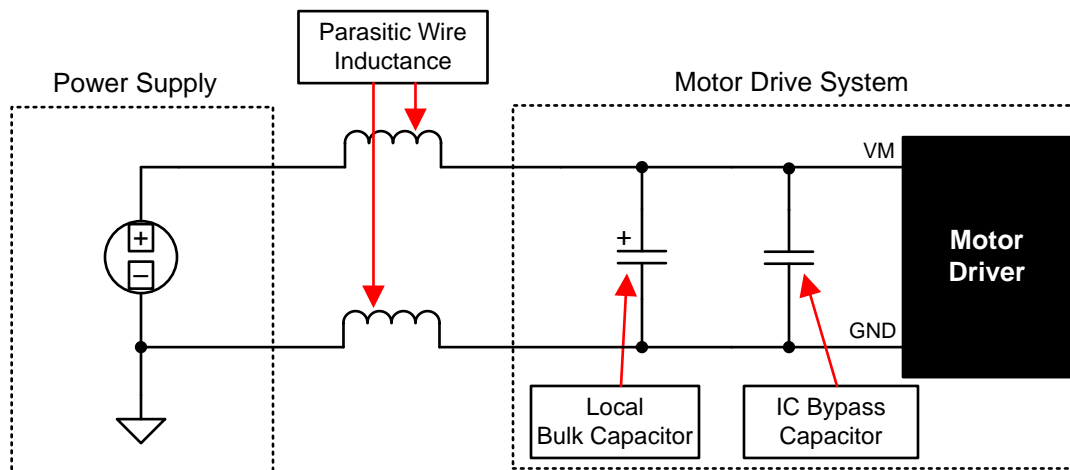 Parasitic Wire
Inductance
Power Supply
Motor Drive System
VM
+
−
+
Motor
Driver
GND
Local
Bulk Capacitor
IC Bypass
Capacitor